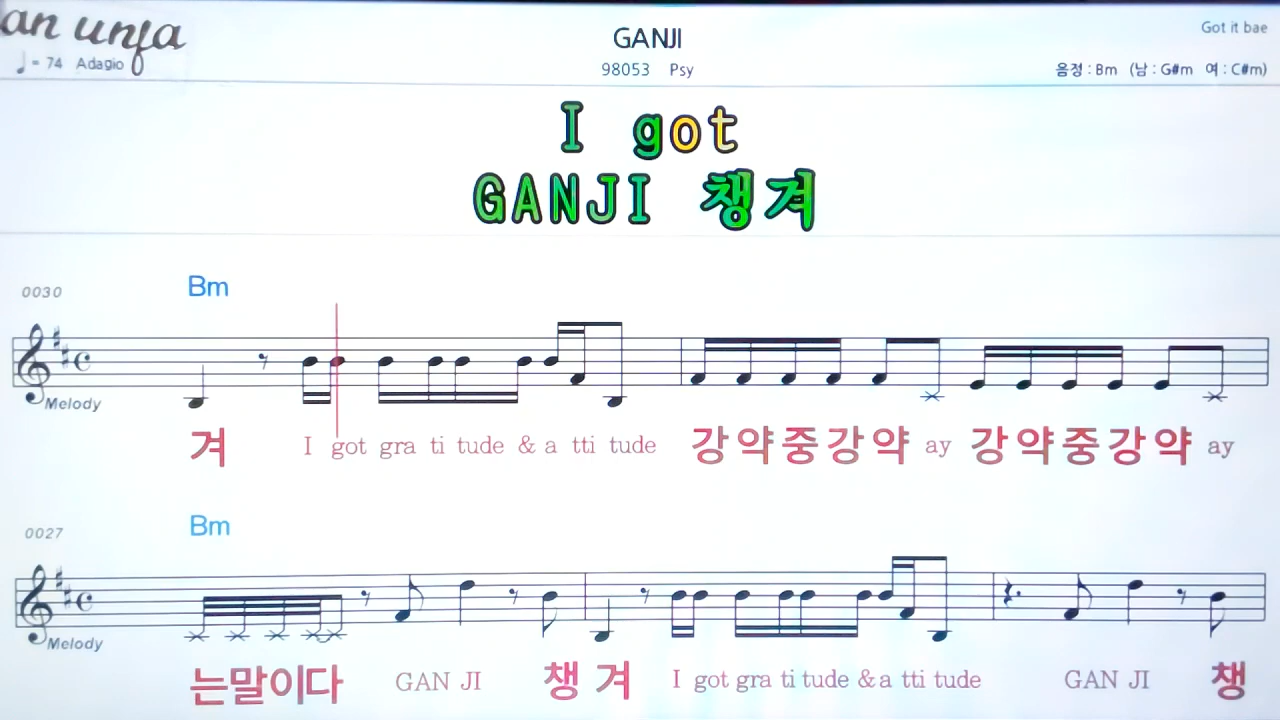 GANJI
Got it bae
♩= 74 Adagio
98053 Psy
음정 : Bm (남 : G#m 여 : C#m)
I got
GANJI 챙겨
0030
Bm
Melody
겨 I got gra ti tude & a tti tude 강약중강약 ay 강약중강약 ay
0027
Bm
Melody
는말이다 GAN JI 챙 겨 I got gra ti tude & a tti tude GAN JI 챙